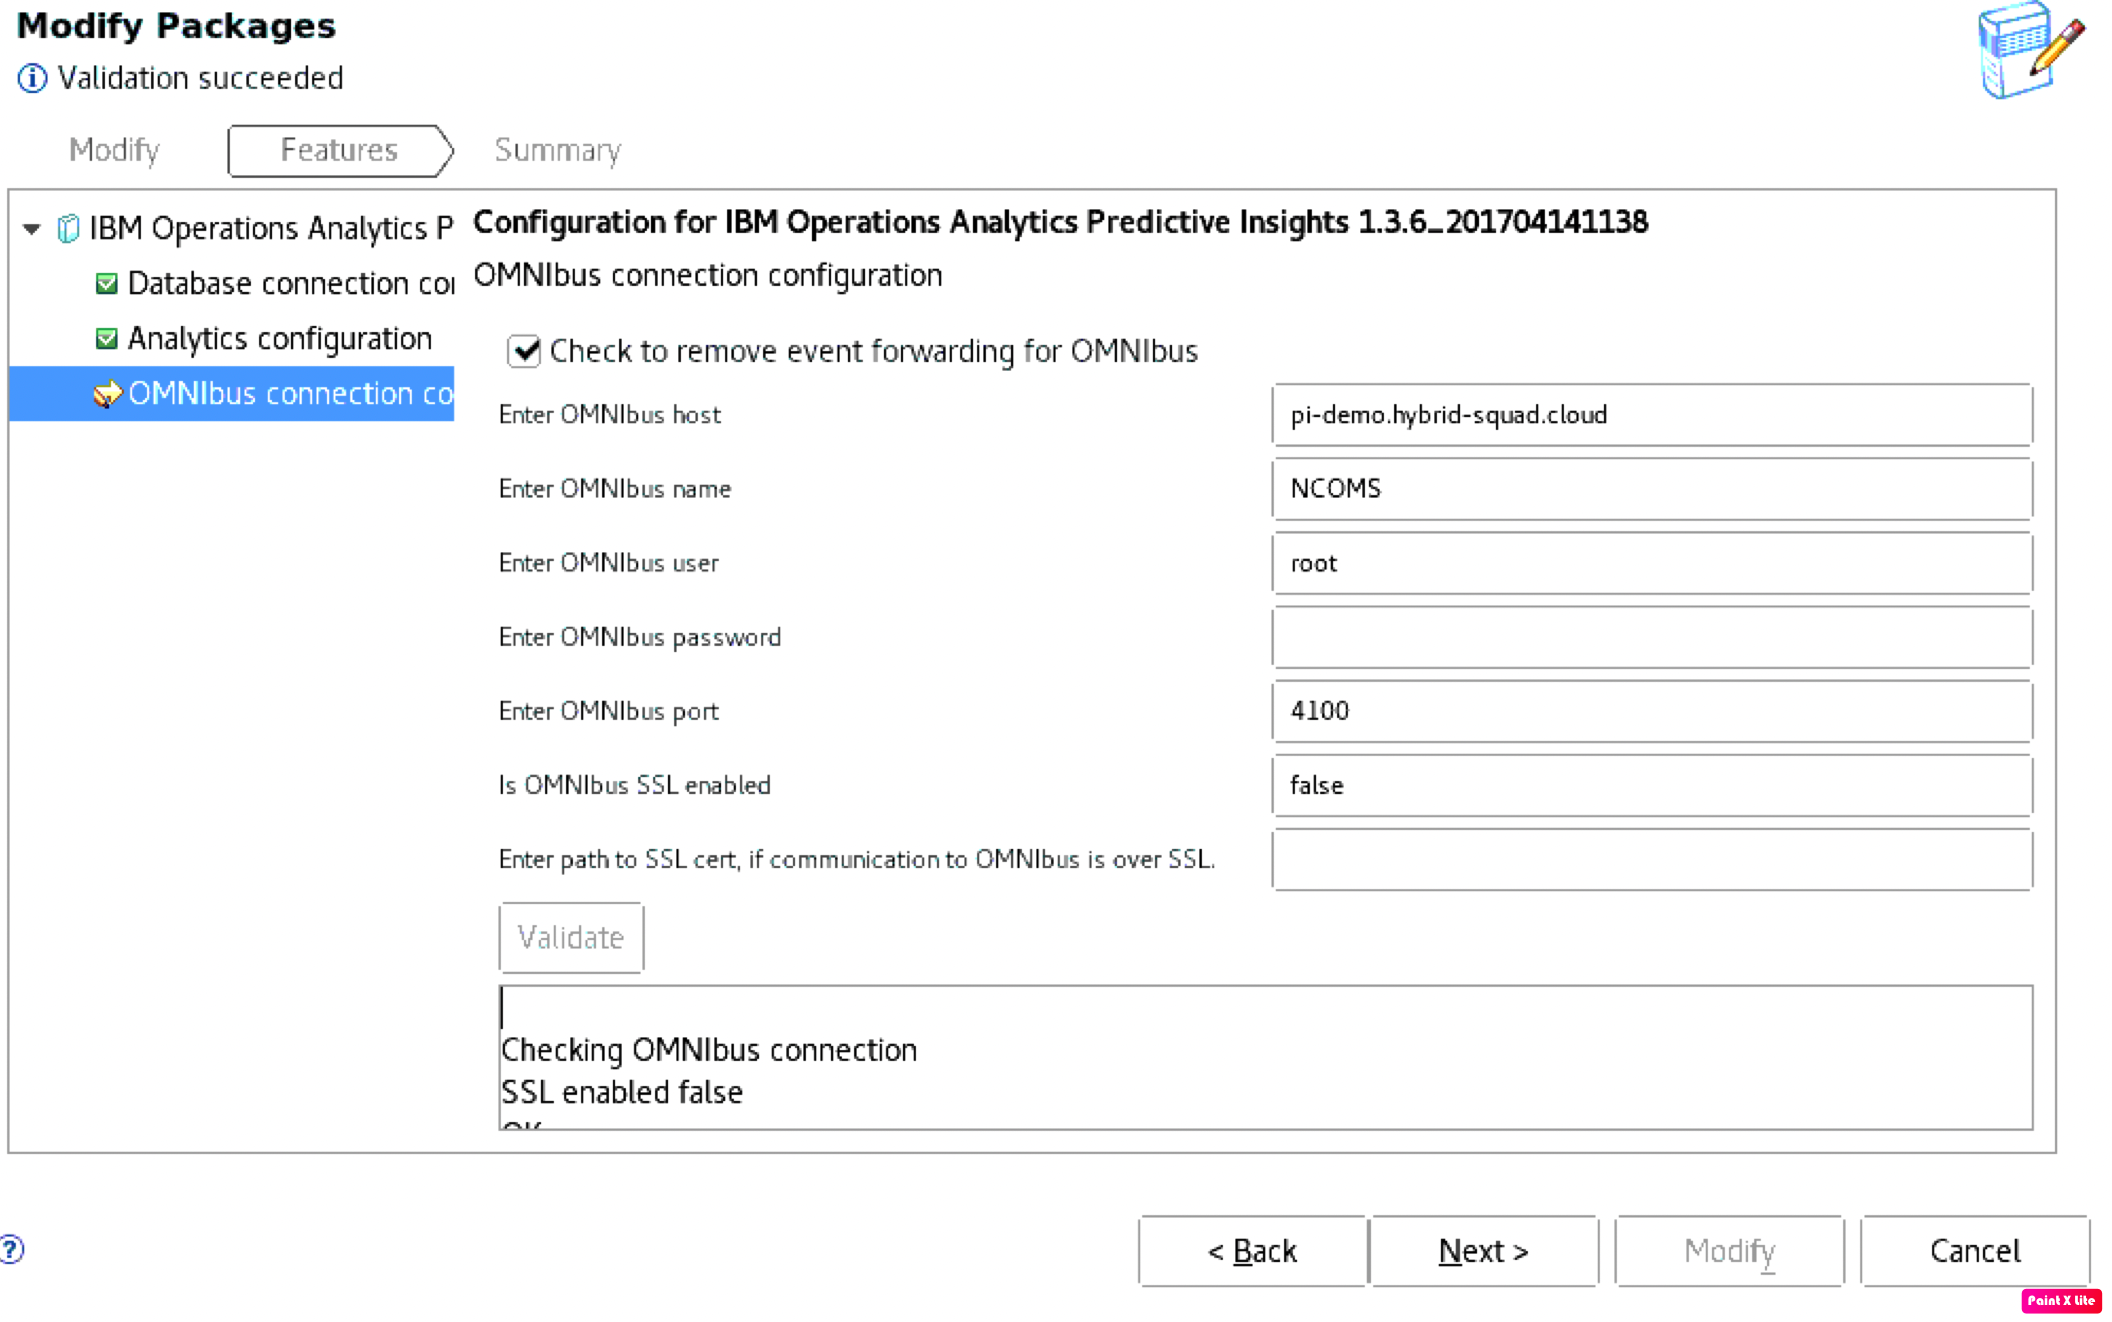 Modify Packages
Validation succeeded
Modify Features Summary
IBM Operations Analytics P
Database connection
Analytics configuration
OMNIbus connection co
Configuration for IBM Operations Analytics Predictive Insights 1.3.6_201704141138
OMNIbus connection configuration
Check to remove event forwarding for OMNIbus
Enter OMNIbus host pi-demo.hybrid-squad.cloud
Enter OMNIbus name NCOMS
Enter OMNIbus user root
Enter OMNIbus password
Enter OMNIbus port 4100
Is OMNIbus SSL enabled false
Enter path to SSL cert, if communication to OMNIbus is over SSL.
Validate
Checking OMNIbus connection
SSL enabled false
OK
? < Back Next > Modify Cancel
Paint X Lite